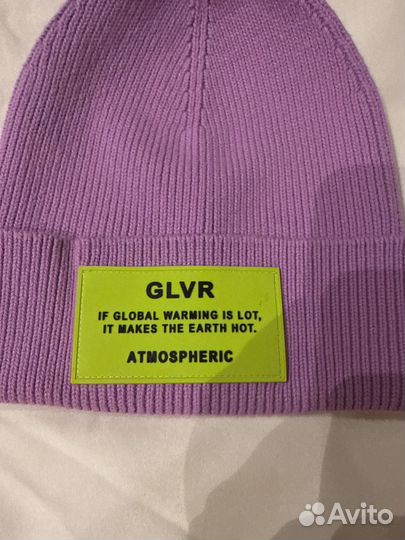 GLVR
IF GLOBAL WARMING IS LOT,
IT MAKES THE EARTH HOT.
ATMOSPHERIC
Avito